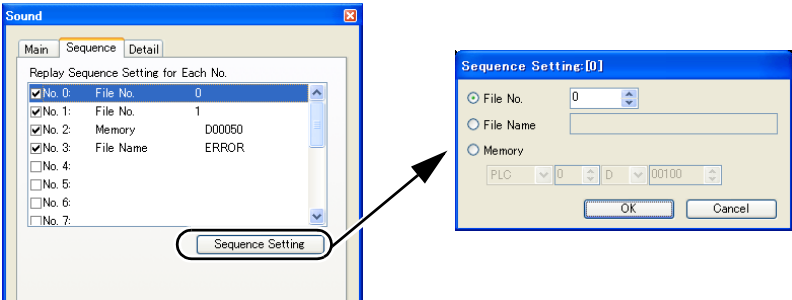 Sound
Main Sequence Detail
Replay Sequence Setting for Each No.
No. 0: File No. 0
No. 1: File No. 1
No. 2: Memory D00050
No. 3: File Name ERROR
No. 4:
No. 5:
No. 6:
No. 7:
Sequence Setting
Sequence Setting:[0]
File No. 0
File Name
Memory
PLC 0 D 00100
OK Cancel